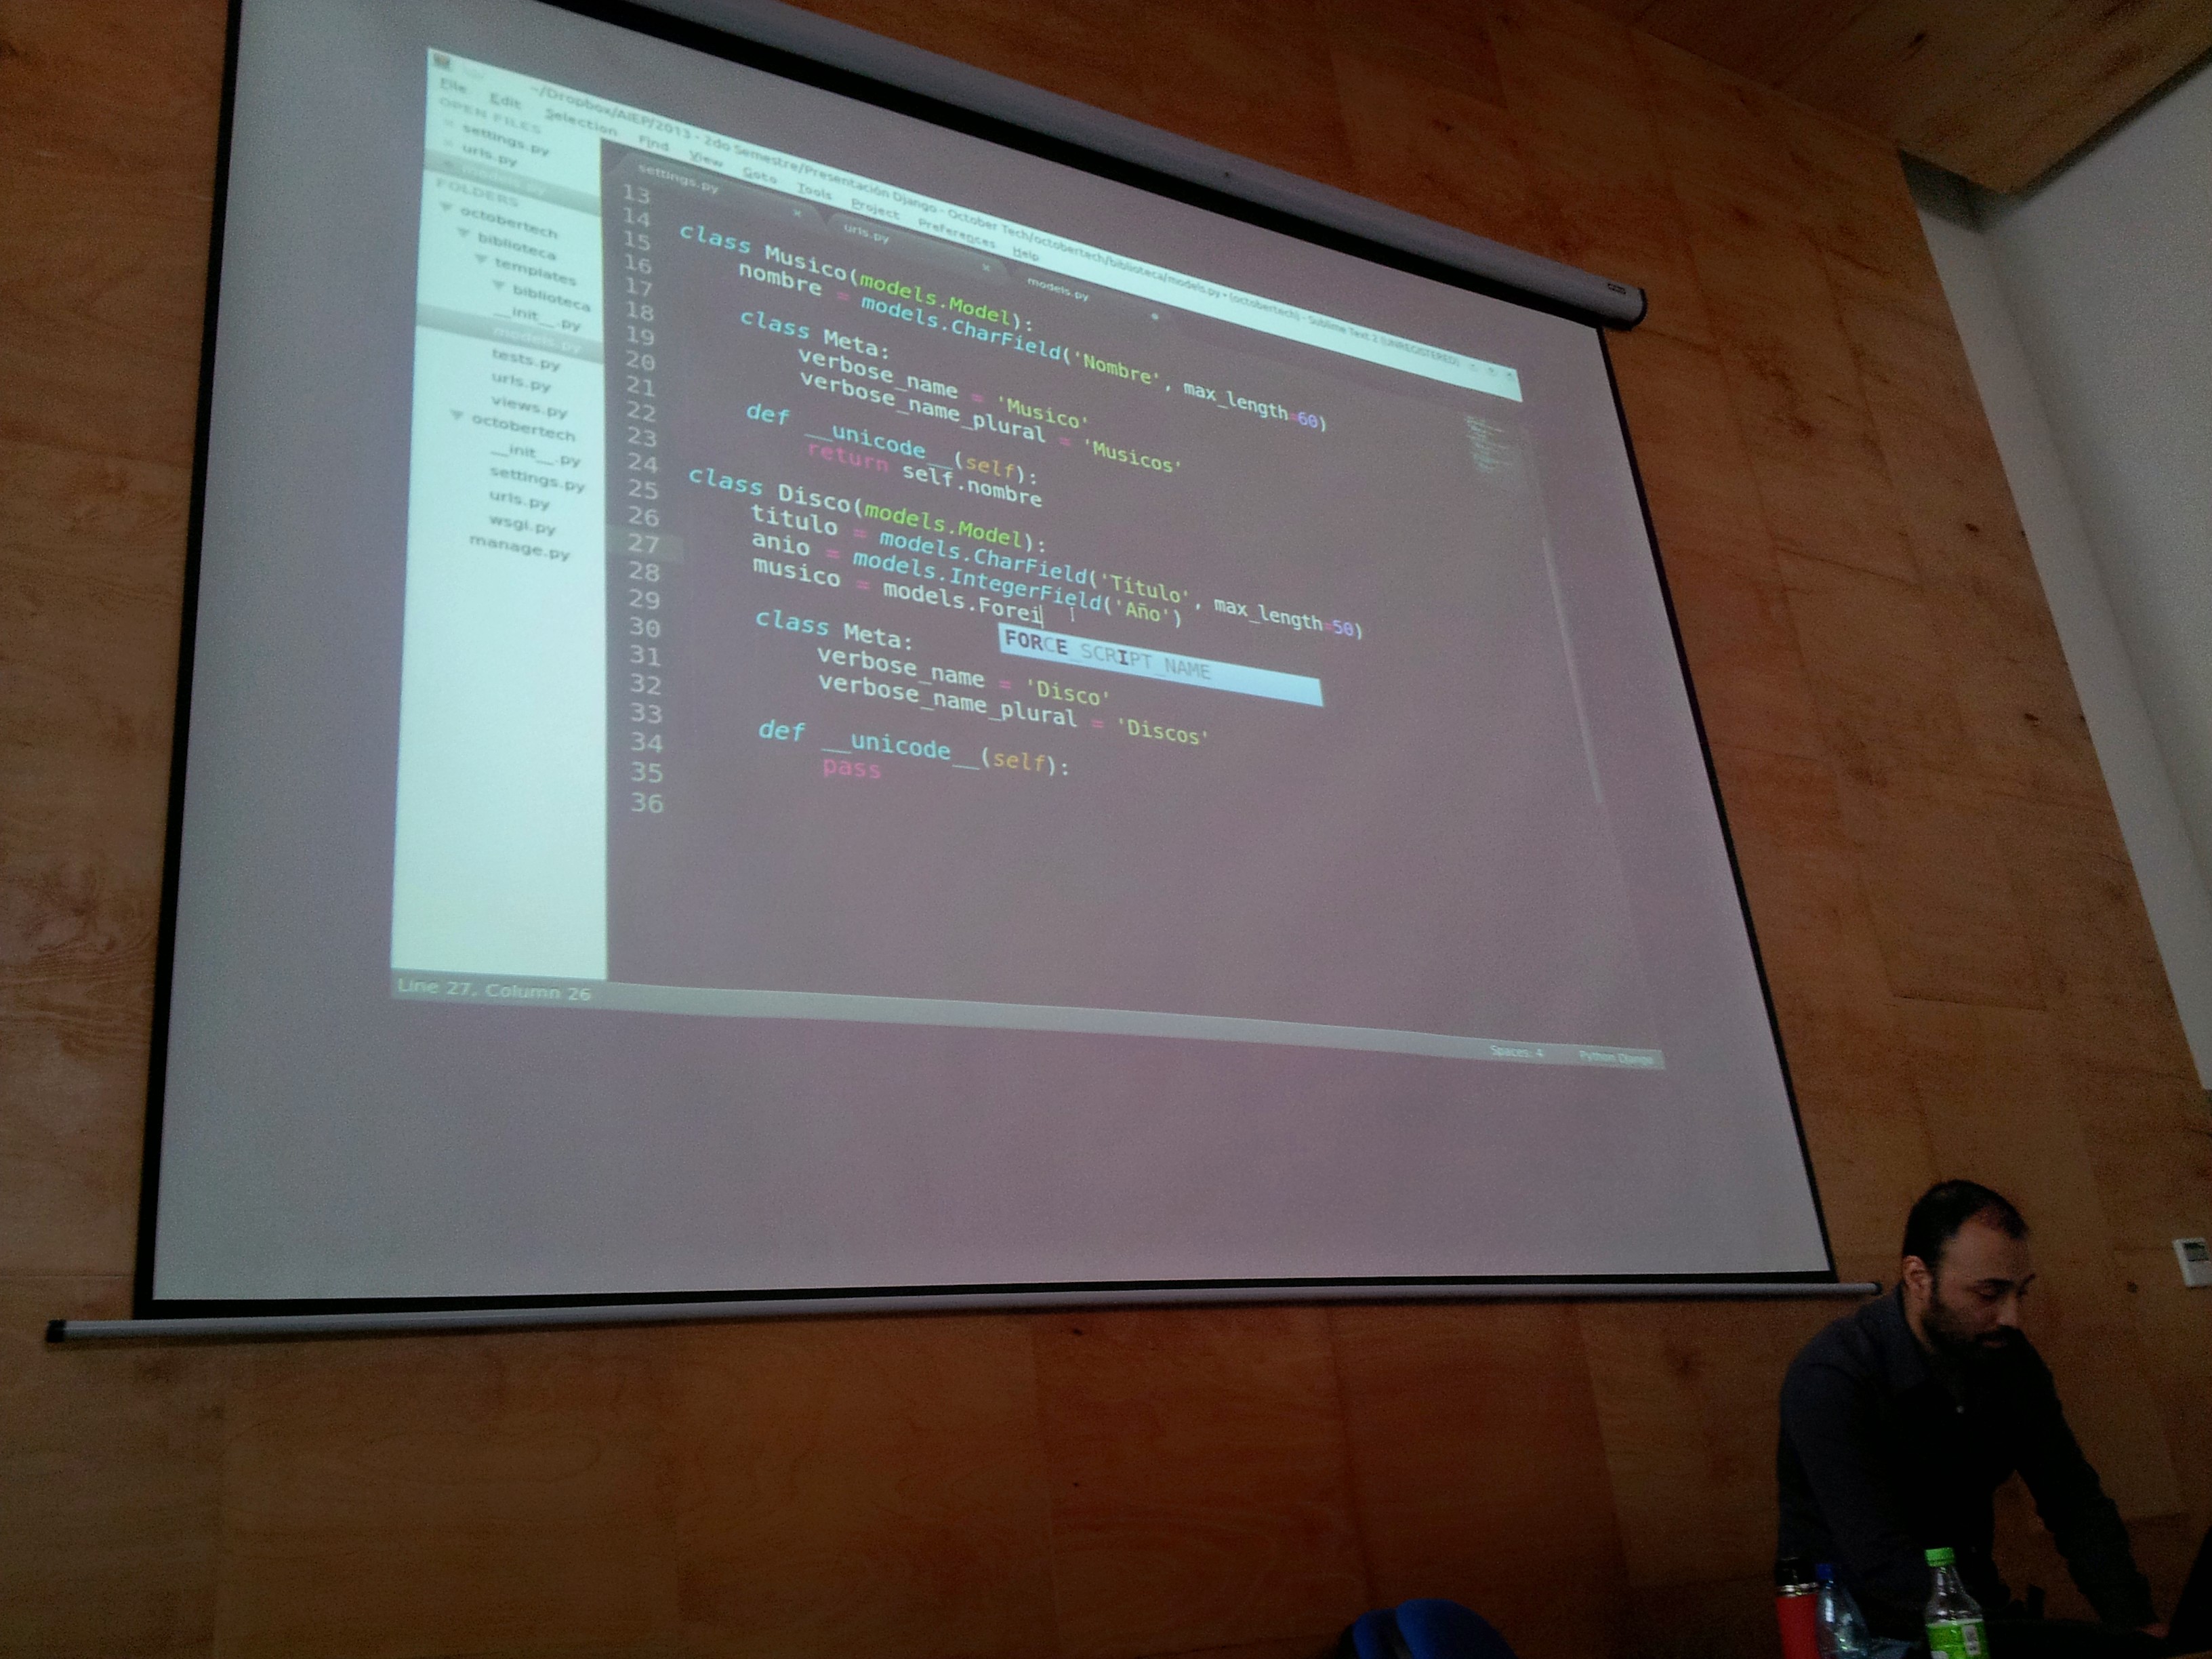 ~/Dropbox/AIEP/2013 - 2do Semestre/Presentación Django - October Tech/octobertech/biblioteca/models.py • (octobertech) - Sublime Text 2 (UNREGISTERED)
File Edit Selection Find View Goto Tools Project Preferences Help
OPEN FILES
settings.py
urls.py
models.py
FOLDERS
octobertech
biblioteca
templates
biblioteca
__init__.py
models.py
tests.py
urls.py
views.py
octobertech
__init__.py
settings.py
urls.py
wsgi.py
manage.py
settings.py urls.py models.py
13
14 class Musico(models.Model):
15     nombre = models.CharField('Nombre', max_length=60)
16
17     class Meta:
18         verbose_name = 'Musico'
19         verbose_name_plural = 'Musicos'
20
21     def __unicode__(self):
22         return self.nombre
23
24 class Disco(models.Model):
25     titulo = models.CharField('Título', max_length=50)
26     anio = models.IntegerField('Año')
27     musico = models.Forei
FORCE_SCRIPT_NAME
28
29     class Meta:
30         verbose_name = 'Disco'
31         verbose_name_plural = 'Discos'
32
33     def __unicode__(self):
34         pass
35
36
Line 27, Column 26 Spaces: 4 Python Django